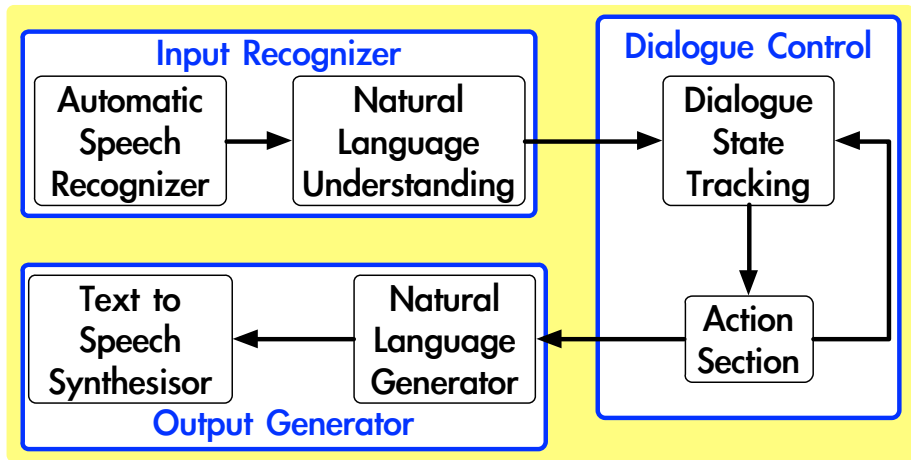 Input Recognizer
Automatic
Speech
Recognizer
Natural
Language
Understanding
Dialogue Control
Dialogue
State
Tracking
Action
Section
Natural
Language
Generator
Text to
Speech
Synthesisor
Output Generator